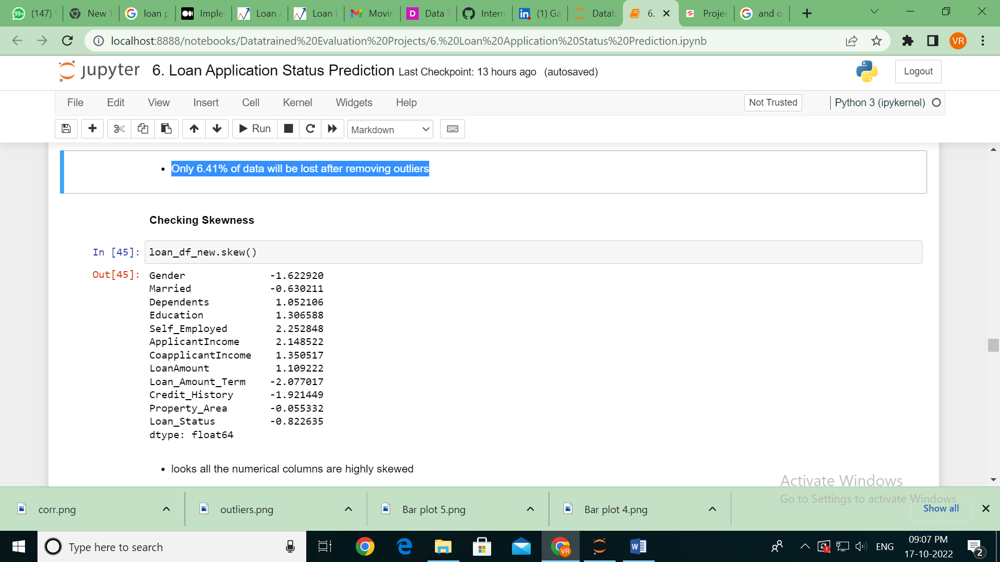 (147)
New T
loan p
Imple
Loan A
Loan
Movin
Data T
Intern
(1) Ga
Datat
6.
Projec
and o
localhost:8888/notebooks/Datatrained%20Evaluation%20Projects/6.%20Loan%20Application%20Status%20Prediction.ipynb
VR
jupyter 6. Loan Application Status Prediction Last Checkpoint: 13 hours ago (autosaved)
Logout
File Edit View Insert Cell Kernel Widgets Help
Not Trusted
Python 3 (ipykernel)
Run
Markdown
• Only 6.41% of data will be lost after removing outliers
Checking Skewness
In [45]: loan_df_new.skew()
Out[45]: Gender -1.622920
Married -0.630211
Dependents 1.052106
Education 1.306588
Self_Employed 2.252848
ApplicantIncome 2.148522
CoapplicantIncome 1.350517
LoanAmount 1.109222
Loan_Amount_Term -2.077017
Credit_History -1.921449
Property_Area -0.055332
Loan_Status -0.822635
dtype: float64
• looks all the numerical columns are highly skewed
Activate Windows
Go to Settings to activate Windows.
corr.png
outliers.png
Bar plot 5.png
Bar plot 4.png
Show all
Type here to search
VR
ENG
09:07 PM
17-10-2022
2